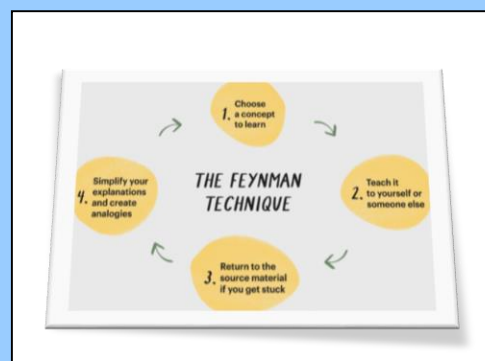 THE FEYNMAN
TECHNIQUE
1. Choose
a concept
to learn
2. Teach it
to yourself or
someone else
3. Return to the
source material
if you get stuck
4. Simplify your
explanations
and create
analogies